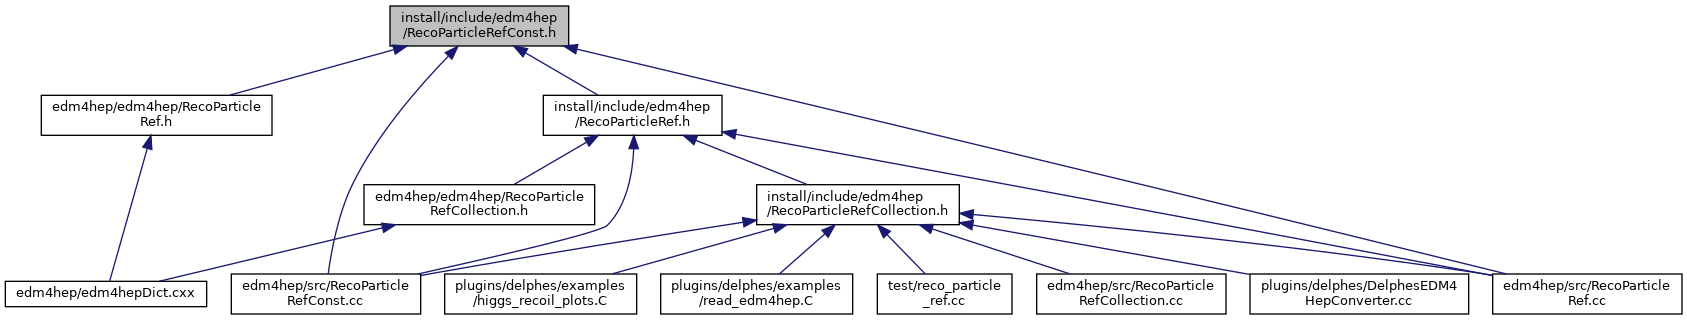 install/include/edm4hep
/RecoParticleRefConst.h
edm4hep/edm4hep/RecoParticle
Ref.h
install/include/edm4hep
/RecoParticleRef.h
edm4hep/edm4hep/RecoParticle
RefCollection.h
install/include/edm4hep
/RecoParticleRefCollection.h
edm4hep/edm4hepDict.cxx
edm4hep/src/RecoParticle
RefConst.cc
plugins/delphes/examples
/higgs_recoil_plots.C
plugins/delphes/examples
/read_edm4hep.C
test/reco_particle
_ref.cc
edm4hep/src/RecoParticle
RefCollection.cc
plugins/delphes/DelphesEDM4
HepConverter.cc
edm4hep/src/RecoParticle
Ref.cc